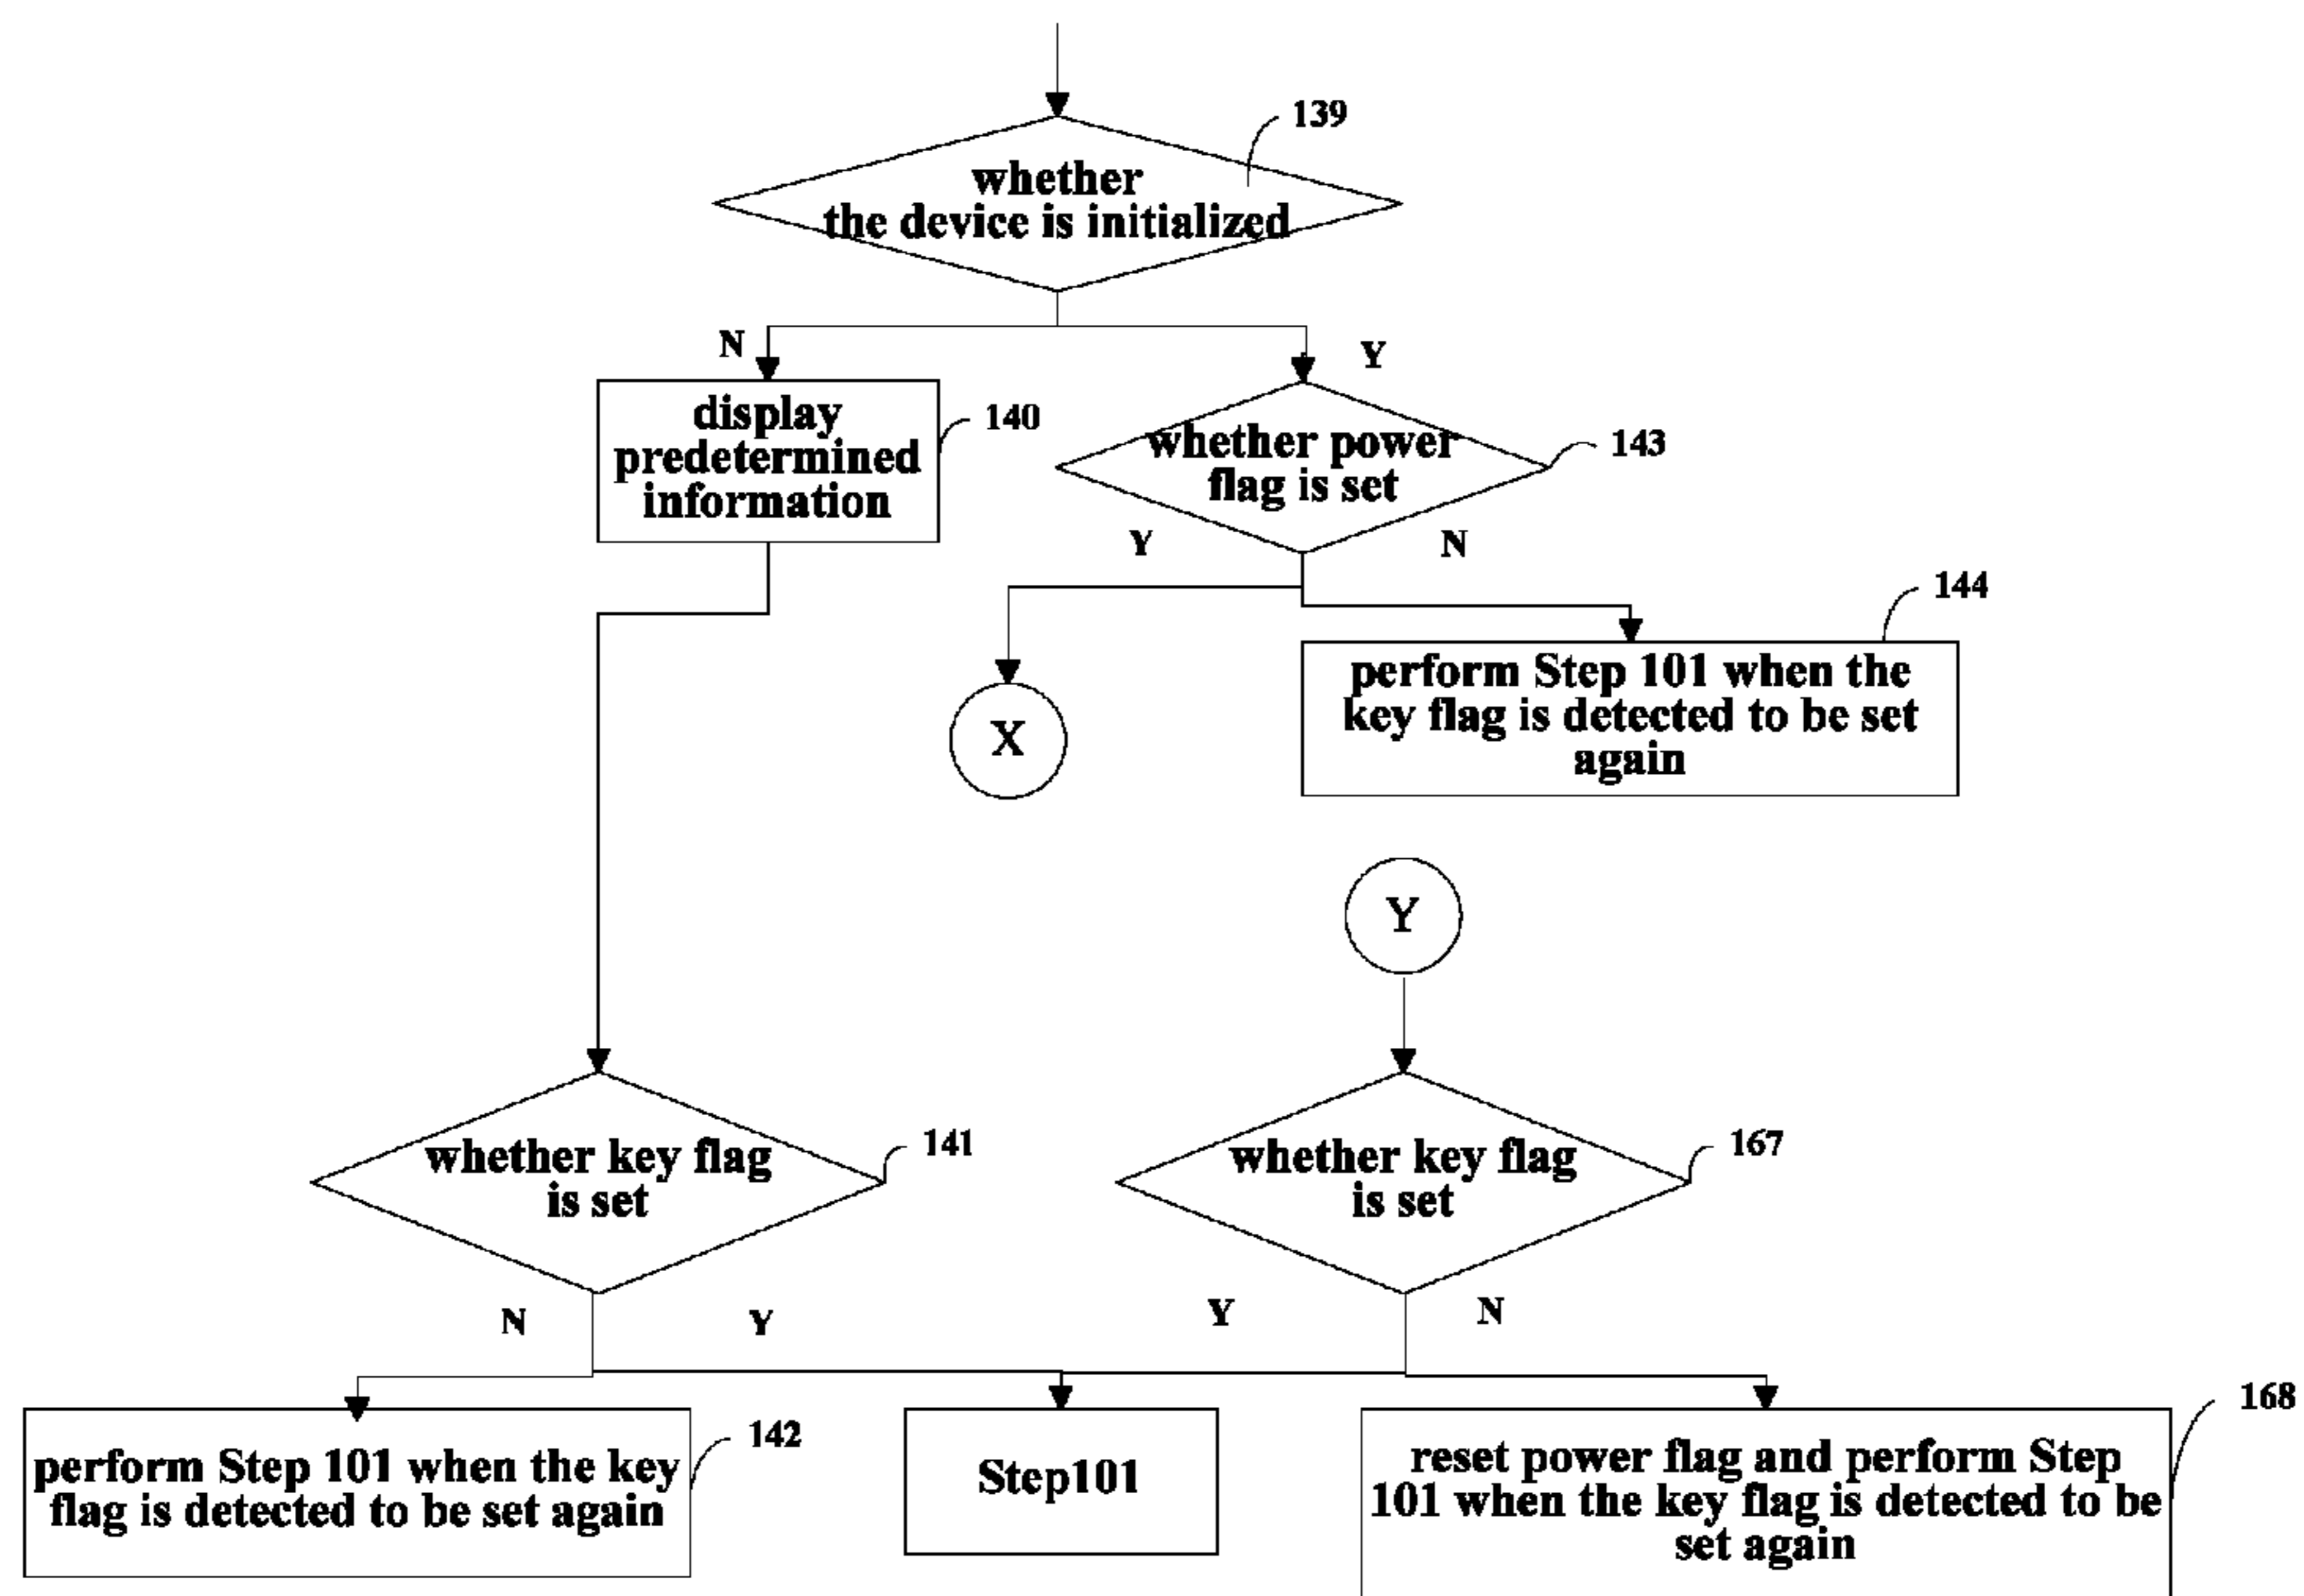 139
whether
the device is initialized
N
Y
display
predetermined
information
140
whether power
flag is set
143
Y
N
144
perform Step 101 when the
key flag is detected to be set
again
X
Y
whether key flag
is set
141
whether key flag
is set
167
N
Y
Y
N
perform Step 101 when the key
flag is detected to be set again
142
Step101
reset power flag and perform Step
101 when the key flag is detected to be
set again
168